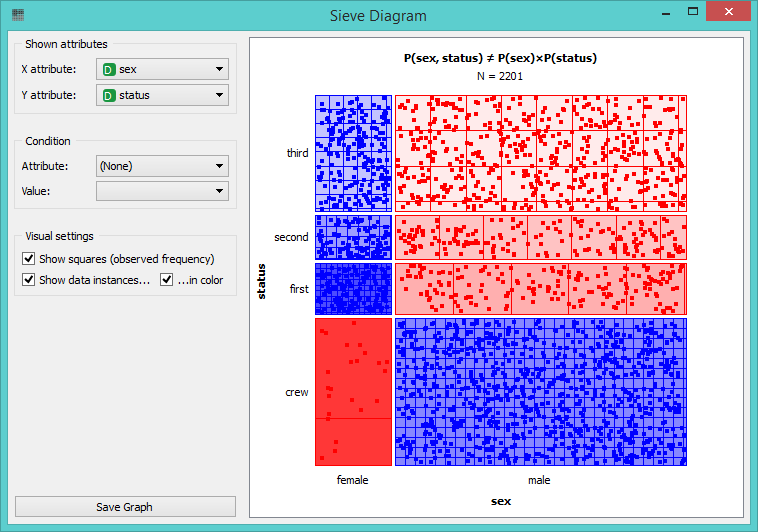 Sieve Diagram
Shown attributes
X attribute: D sex
Y attribute: D status
Condition
Attribute: (None)
Value:
Visual settings
Show squares (observed frequency)
Show data instances... ...in color
Save Graph
P(sex, status) ≠ P(sex)×P(status)
N = 2201
third
second
first
crew
status
female male
sex